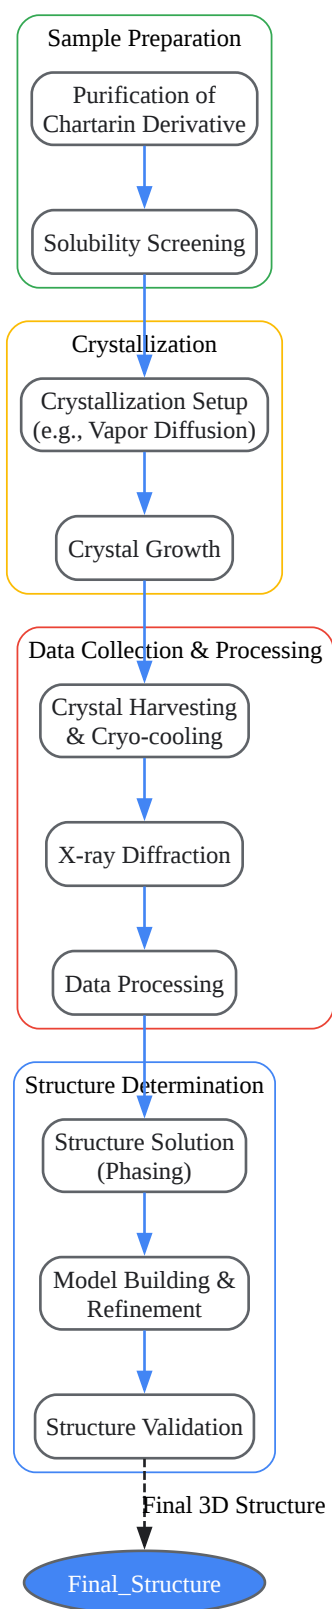 Sample Preparation
Purification of
Chartarin Derivative
Solubility Screening
Crystallization
Crystallization Setup
(e.g., Vapor Diffusion)
Crystal Growth
Data Collection & Processing
Crystal Harvesting
& Cryo-cooling
X-ray Diffraction
Data Processing
Structure Determination
Structure Solution
(Phasing)
Model Building &
Refinement
Structure Validation
Final 3D Structure
Final_Structure